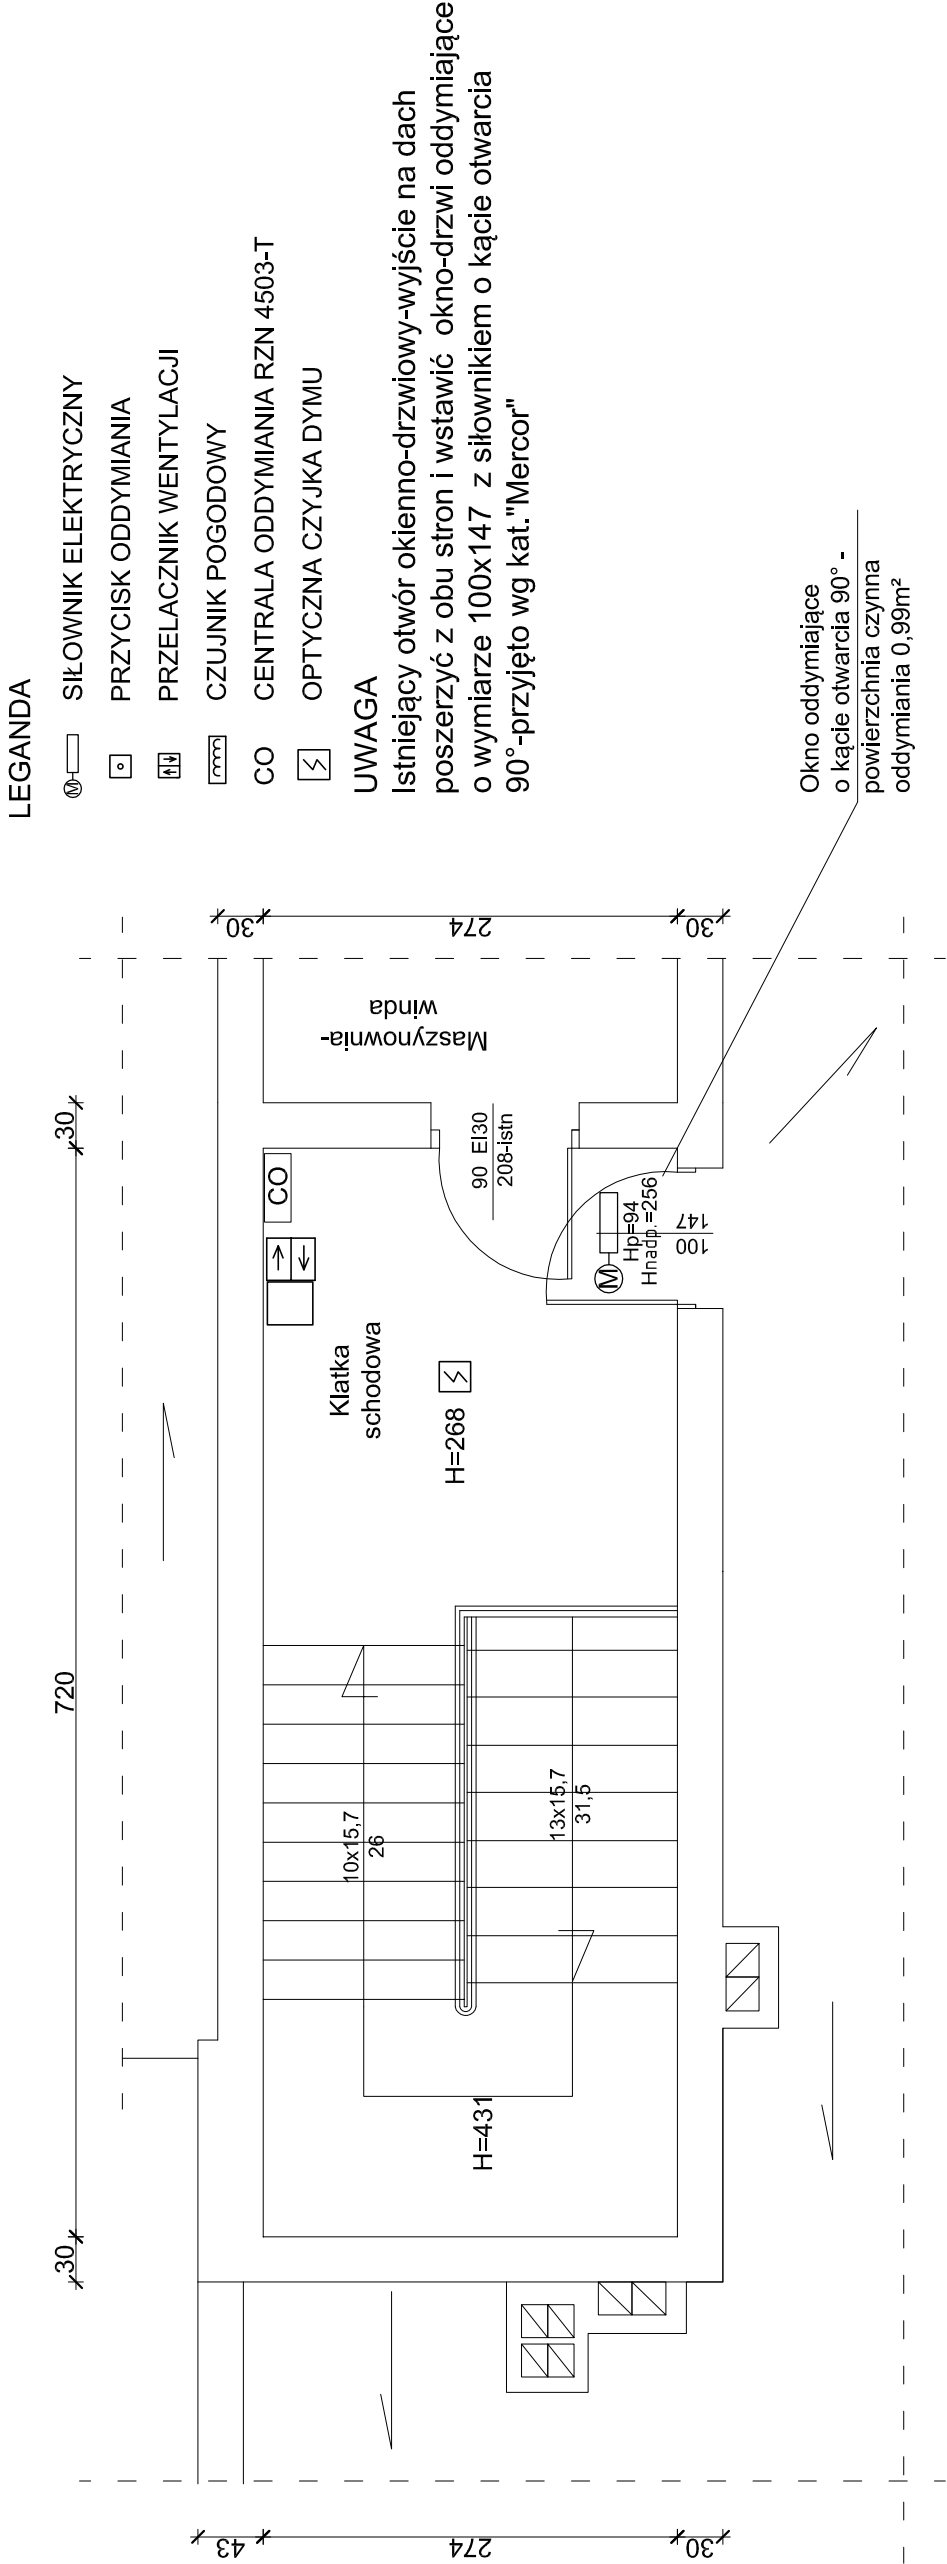 LEGANDA
M
SIŁOWNIK ELEKTRYCZNY
PRZYCISK ODDYMIANIA
PRZELACZNIK WENTYLACJI
CZUJNIK POGODOWY
CO
CENTRALA ODDYMIANIA RZN 4503-T
OPTYCZNA CZYJKA DYMU
UWAGA
Istniejący otwór okienno-drzwiowy-wyjście na dach
poszerzyć z obu stron i wstawić okno-drzwi oddymiające
o wymiarze 100x147 z siłownikiem o kącie otwarcia
90°-przyjęto wg kat."Mercor"
Okno oddymiające
o kącie otwarcia 90° -
powierzchnia czynna
oddymiania 0,99m²
30
720
30
30
274
30
43
274
30
Maszynownia-
winda
90 EI30
208-istn
CO
Klatka
schodowa
H=268
M
Hp=94
Hnadp.=256
100
147
10x15,7
26
13x15,7
31,5
H=431